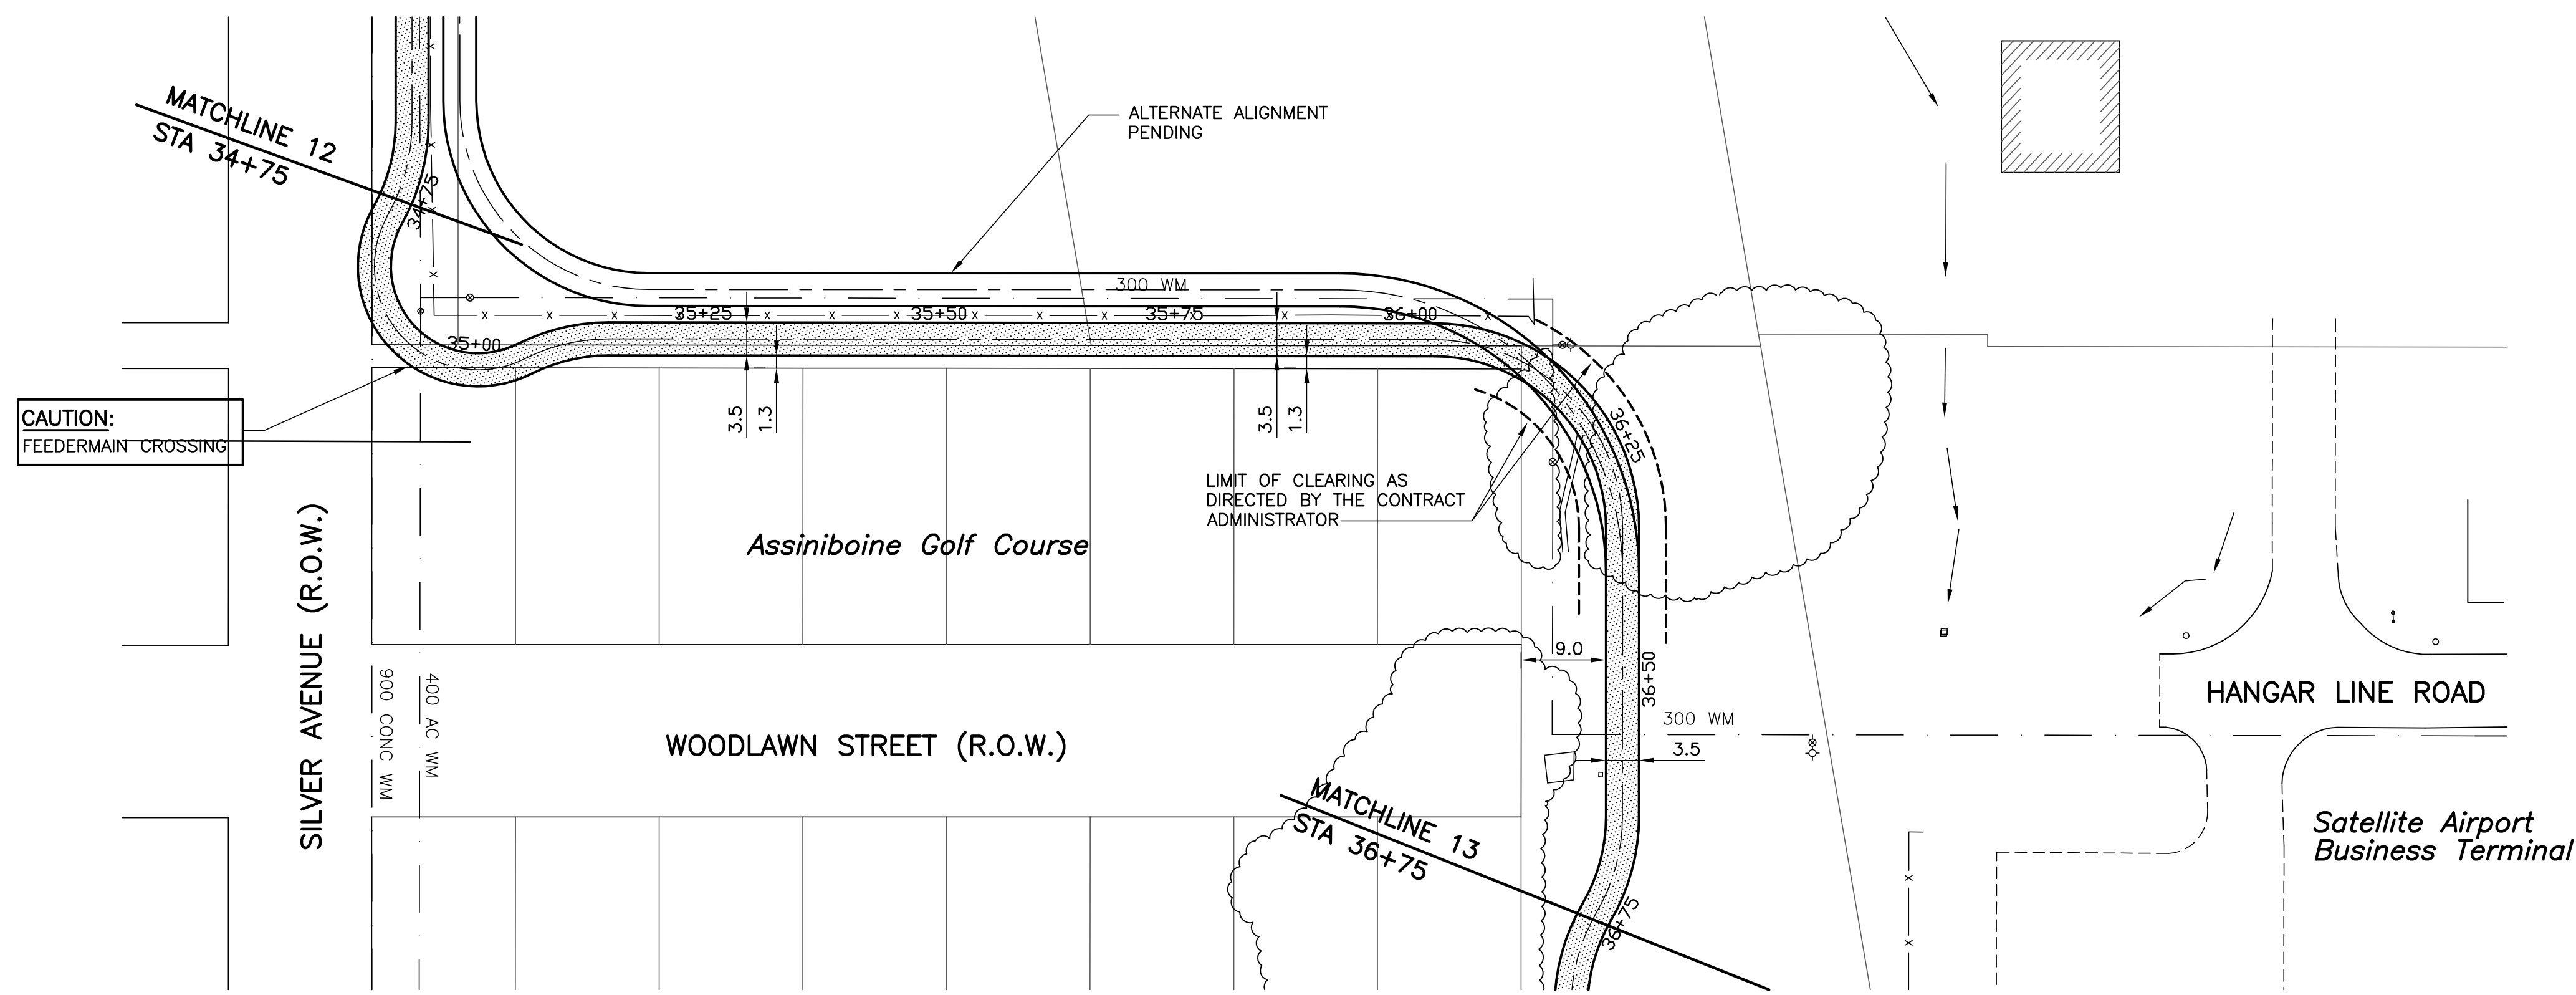 MATCHLINE 12
STA 34+75
34+75
ALTERNATE ALIGNMENT
PENDING
300 WM
35+25
35+50
35+75
36+00
35+00
3.5
1.3
3.5
1.3
CAUTION:
FEEDERMAIN CROSSING
36+25
LIMIT OF CLEARING AS
DIRECTED BY THE CONTRACT
ADMINISTRATOR
Assiniboine Golf Course
SILVER AVENUE (R.O.W.)
900 CONC WM
400 AC WM
WOODLAWN STREET (R.O.W.)
9.0
36+50
300 WM
3.5
HANGAR LINE ROAD
MATCHLINE 13
STA 36+75
36+75
Satellite Airport
Business Terminal